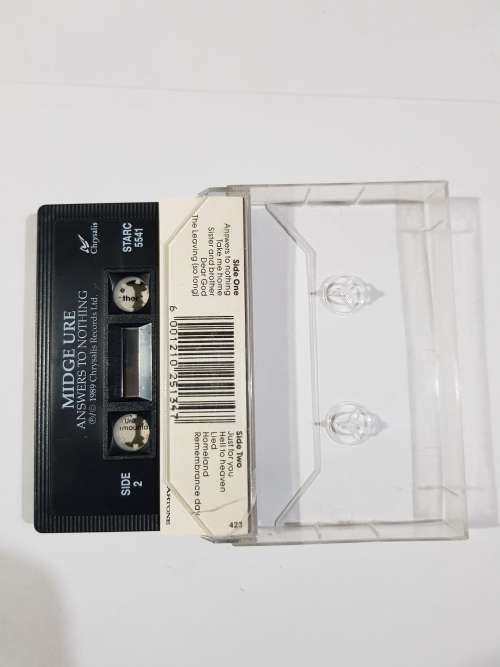 MIDGE URE
ANSWERS TO NOTHING
℗/© 1989 Chrysalis Records Ltd.
Chrysalis
STARC
5541
SIDE
2
Side One
Answers to nothing
Take me home
Sister and brother
Dear God
The Leaving (so long)
6 001210 251347
Side Two
Just for you
Hell to heaven
Lied
Homeland
Remembrance day
423